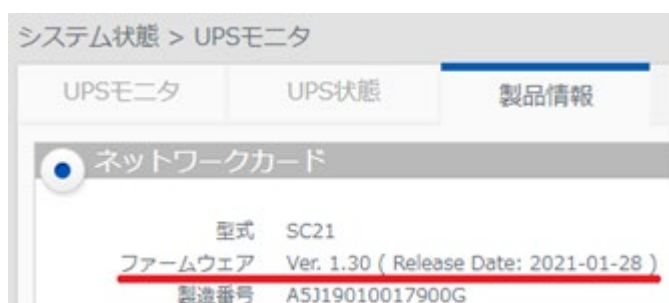 システム状態 > UPSモニタ
UPSモニタ UPS状態 製品情報
ネットワークカード
型式 SC21
ファームウェア Ver. 1.30 ( Release Date: 2021-01-28 )
製造番号 A5J19010017900G